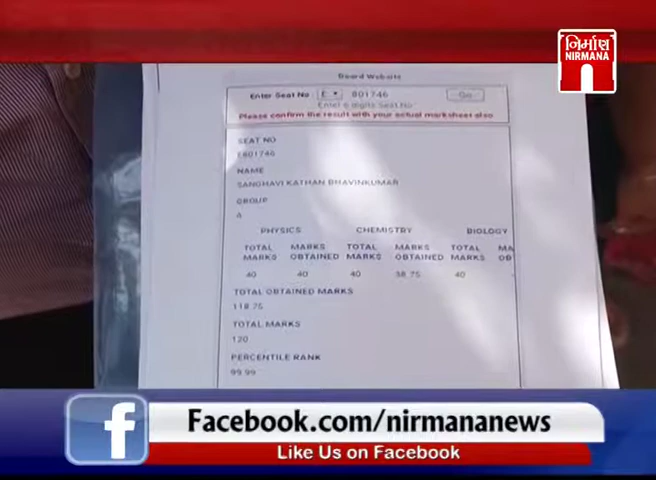 निर्माण
NIRMANA
Board Website
Enter Seat No E 801746 Go
Enter 6 digits Seat No
Please confirm the result with your actual marksheet also
SEAT NO
E801746
NAME
SANGHAVI KATHAN BHAVINKUMAR
GROUP
A
PHYSICS CHEMISTRY BIOLOGY
TOTAL MARKS TOTAL MARKS TOTAL MA
MARKS OBTAINED MARKS OBTAINED MARKS OB
40 40 40 38.75 40
TOTAL OBTAINED MARKS
118.75
TOTAL MARKS
120
PERCENTILE RANK
99.99
f Facebook.com/nirmananews
Like Us on Facebook